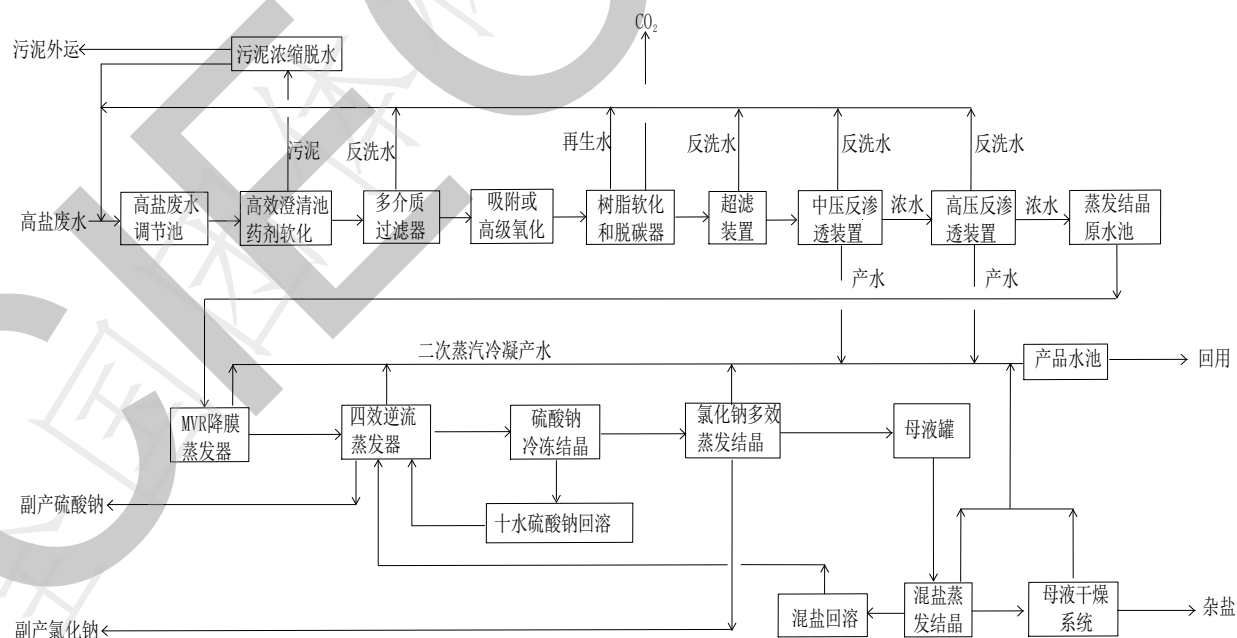 CO₂
污泥外运
污泥浓缩脱水
污泥
反洗水
再生水
反洗水
反洗水
反洗水
高盐废水
高盐废水
调节池
高效澄清池
药剂软化
多介质
过滤器
吸附或
高级氧化
树脂软化
和脱碳器
超滤
装置
中压反渗
透装置
浓水
高压反渗
透装置
浓水
蒸发结晶
原水池
产水
产水
二次蒸汽冷凝产水
产品水池
回用
MVR降膜
蒸发器
四效逆流
蒸发器
硫酸钠
冷冻结晶
氯化钠多效
蒸发结晶
母液罐
副产硫酸钠
十水硫酸钠回溶
混盐回溶
混盐蒸
发结晶
母液干燥
系统
杂盐
副产氯化钠